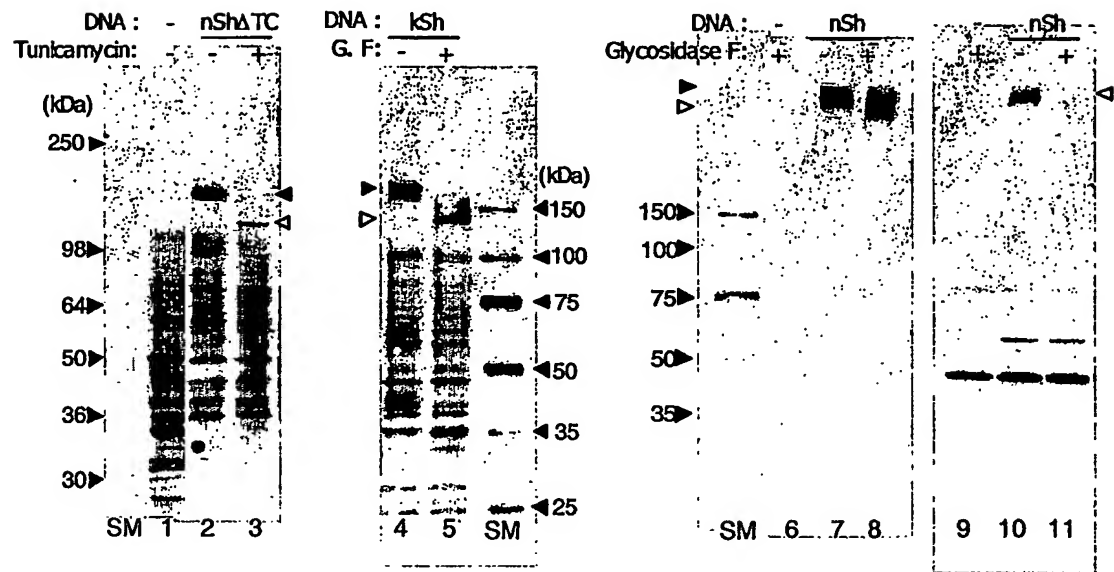 DNA : - nShΔTC
Tunicamycin: - - +
(kDa)
250
98
64
50
36
30
SM 1 2 3
DNA : kSh
G. F: - +
(kDa)
150
100
75
50
35
25
4 5 SM
DNA: - nSh
Glycosidase F: + - +
150
100
75
50
35
SM 6 7 8
nSh
+ - +
9 10 11